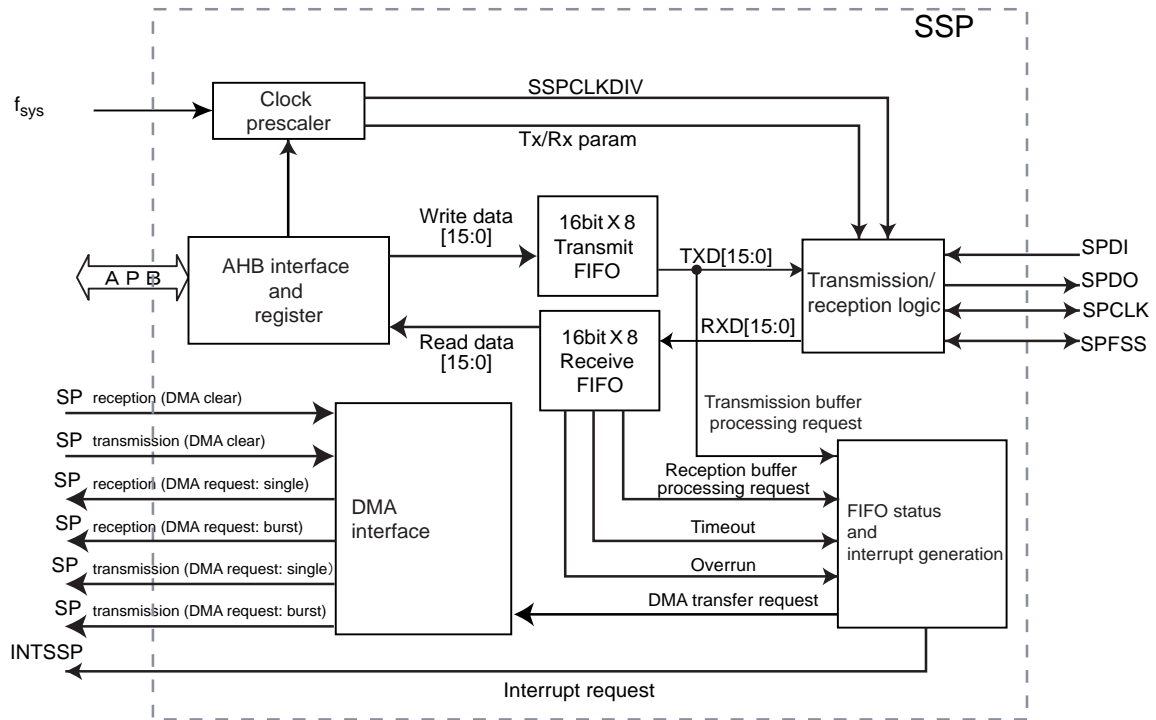 SSP
f_sys
Clock
prescaler
SSPCLKDIV
Tx/Rx param
Write data
[15:0]
16bit X 8
Transmit
FIFO
TXD[15:0]
APB
AHB interface
and
register
Transmission/
reception logic
SPDI
SPDO
SPCLK
SPFSS
Read data
[15:0]
16bit X 8
Receive
FIFO
RXD[15:0]
SP reception (DMA clear)
SP transmission (DMA clear)
SP reception (DMA request: single)
SP reception (DMA request: burst)
SP transmission (DMA request: single)
SP transmission (DMA request: burst)
INTSSP
DMA
interface
Transmission buffer
processing request
Reception buffer
processing request
Timeout
Overrun
DMA transfer request
FIFO status
and
interrupt generation
Interrupt request